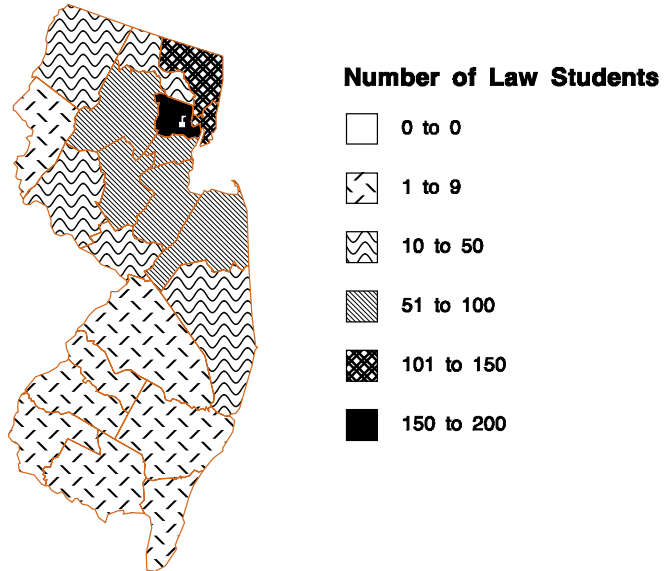 Number of Law Students
0 to 0
1 to 9
10 to 50
51 to 100
101 to 150
150 to 200